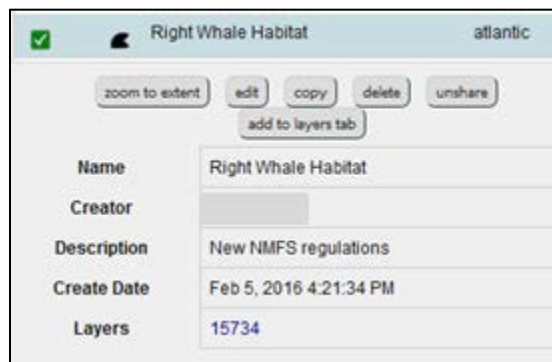 Right Whale Habitat atlantic
zoom to extent edit copy delete unshare
add to layers tab
Name Right Whale Habitat
Creator
Description New NMFS regulations
Create Date Feb 5, 2016 4:21:34 PM
Layers 15734